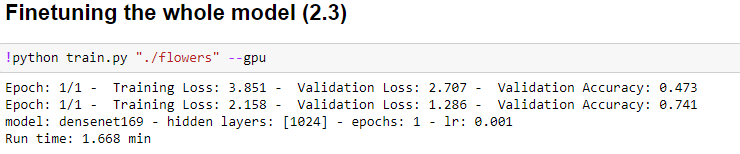 Finetuning the whole model (2.3)
!python train.py "./flowers" --gpu
Epoch: 1/1 -  Training Loss: 3.851 -  Validation Loss: 2.707 -  Validation Accuracy: 0.473
Epoch: 1/1 -  Training Loss: 2.158 -  Validation Loss: 1.286 -  Validation Accuracy: 0.741
model: densenet169 - hidden layers: [1024] - epochs: 1 - lr: 0.001
Run time: 1.668 min